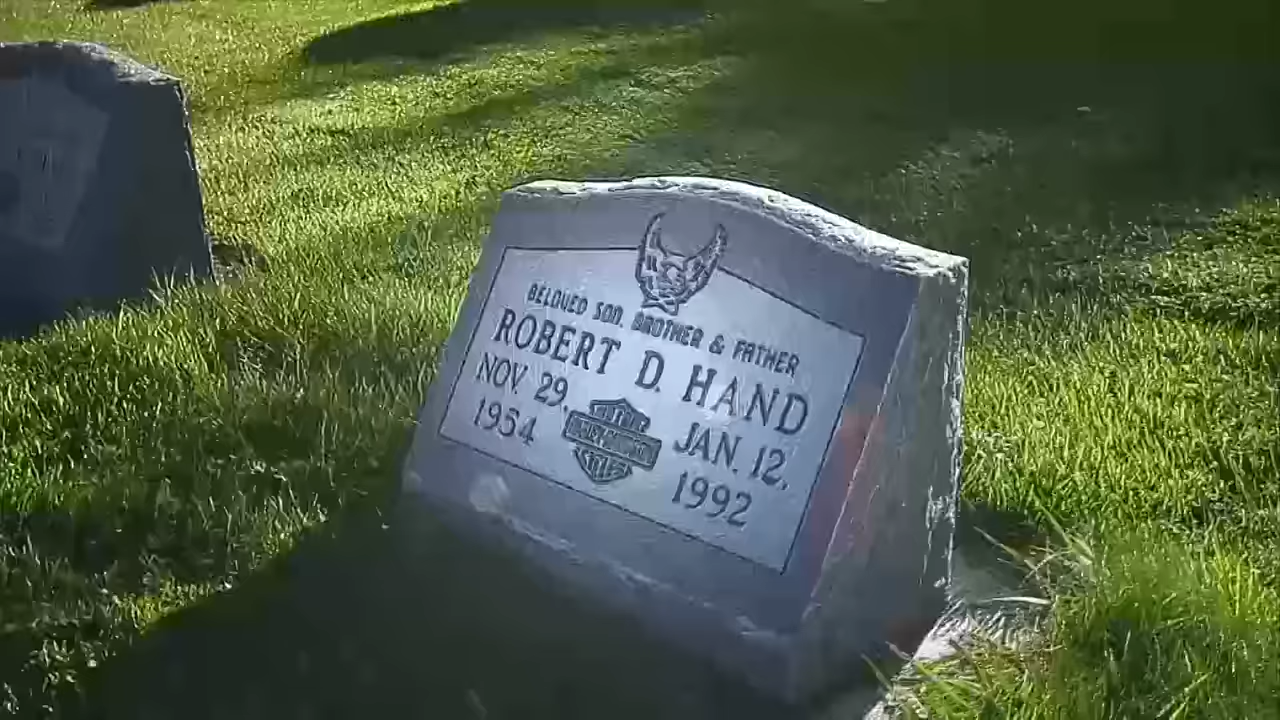 BELOVED SON, BROTHER & FATHER
ROBERT D. HAND
NOV. 29, 1954
JAN. 12, 1992